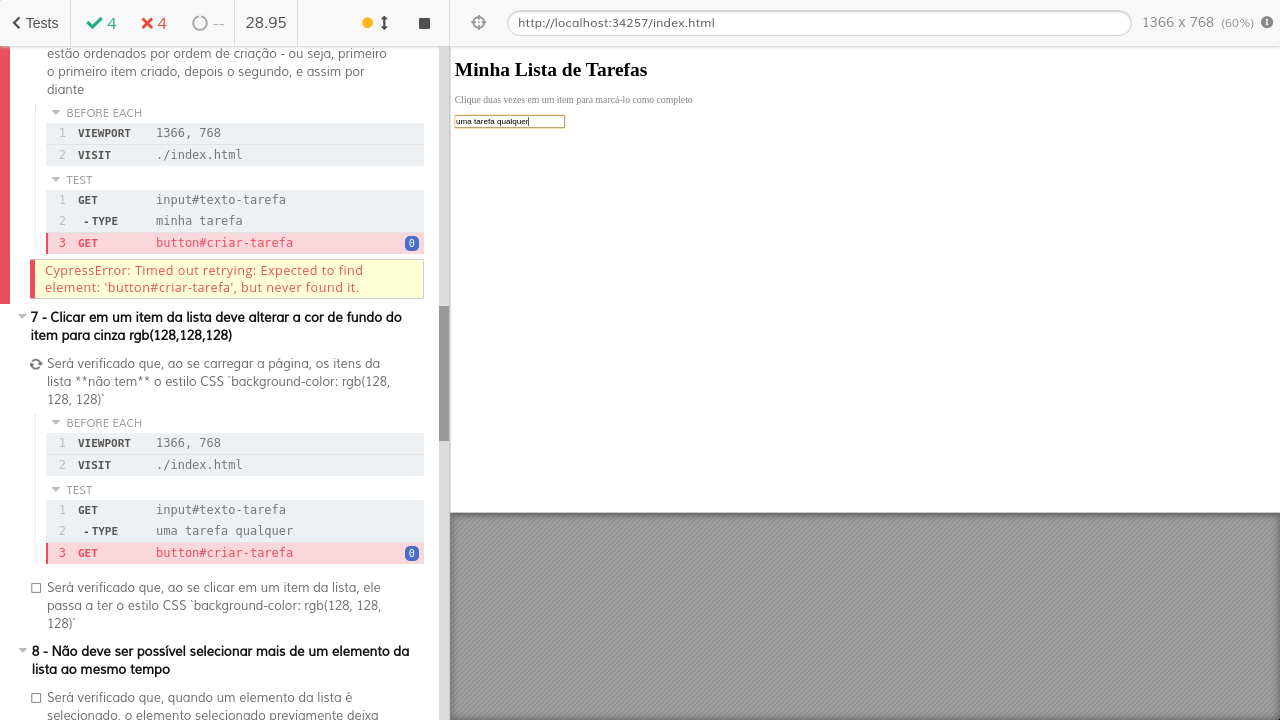 Tests
4
4
--
28.95
http://localhost:34257/index.html
1366 x 768 (60%)
estão ordenados por ordem de criação - ou seja, primeiro
o primeiro item criado, depois o segundo, e assim por
diante
BEFORE EACH
1 VIEWPORT 1366, 768
2 VISIT ./index.html
TEST
1 GET input#texto-tarefa
2 - TYPE minha tarefa
3 GET button#criar-tarefa 0
CypressError: Timed out retrying: Expected to find
element: 'button#criar-tarefa', but never found it.
7 - Clicar em um item da lista deve alterar a cor de fundo do
item para cinza rgb(128,128,128)
Será verificado que, ao se carregar a página, os itens da
lista **não tem** o estilo CSS `background-color: rgb(128,
128, 128)`
BEFORE EACH
1 VIEWPORT 1366, 768
2 VISIT ./index.html
TEST
1 GET input#texto-tarefa
2 - TYPE uma tarefa qualquer
3 GET button#criar-tarefa 0
Será verificado que, ao se clicar em um item da lista, ele
passa a ter o estilo CSS `background-color: rgb(128, 128,
128)`
8 - Não deve ser possível selecionar mais de um elemento da
lista ao mesmo tempo
Será verificado que, quando um elemento da lista é
selecionado, o elemento selecionado previamente deixa
Minha Lista de Tarefas
Clique duas vezes em um item para marcá-lo como completo
uma tarefa qualquer